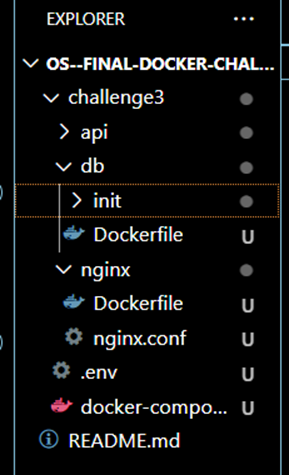 EXPLORER
OS--FINAL-DOCKER-CHAL...
challenge3
api
db
init
Dockerfile U
nginx
Dockerfile U
nginx.conf U
.env U
docker-compo... U
README.md